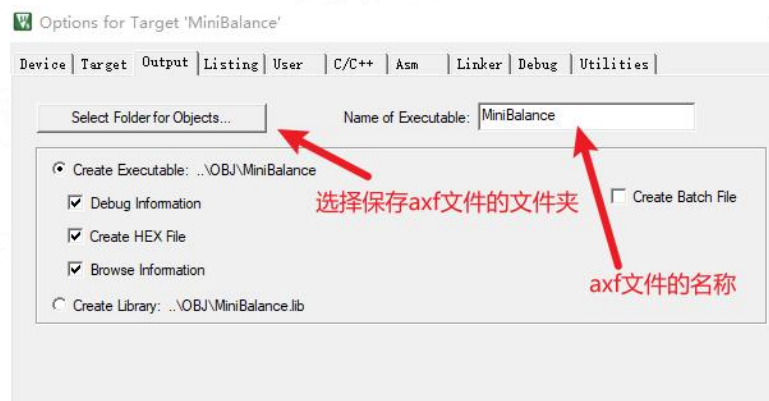 Options for Target 'MiniBalance'
Device Target Output Listing User C/C++ Asm Linker Debug Utilities
Select Folder for Objects... Name of Executable: MiniBalance
Create Executable: ..\OBJ\MiniBalance
选择保存axf文件的文件夹
Debug Information Create Batch File
Create HEX File
Browse Information
axf文件的名称
Create Library: ..\OBJ\MiniBalance.lib